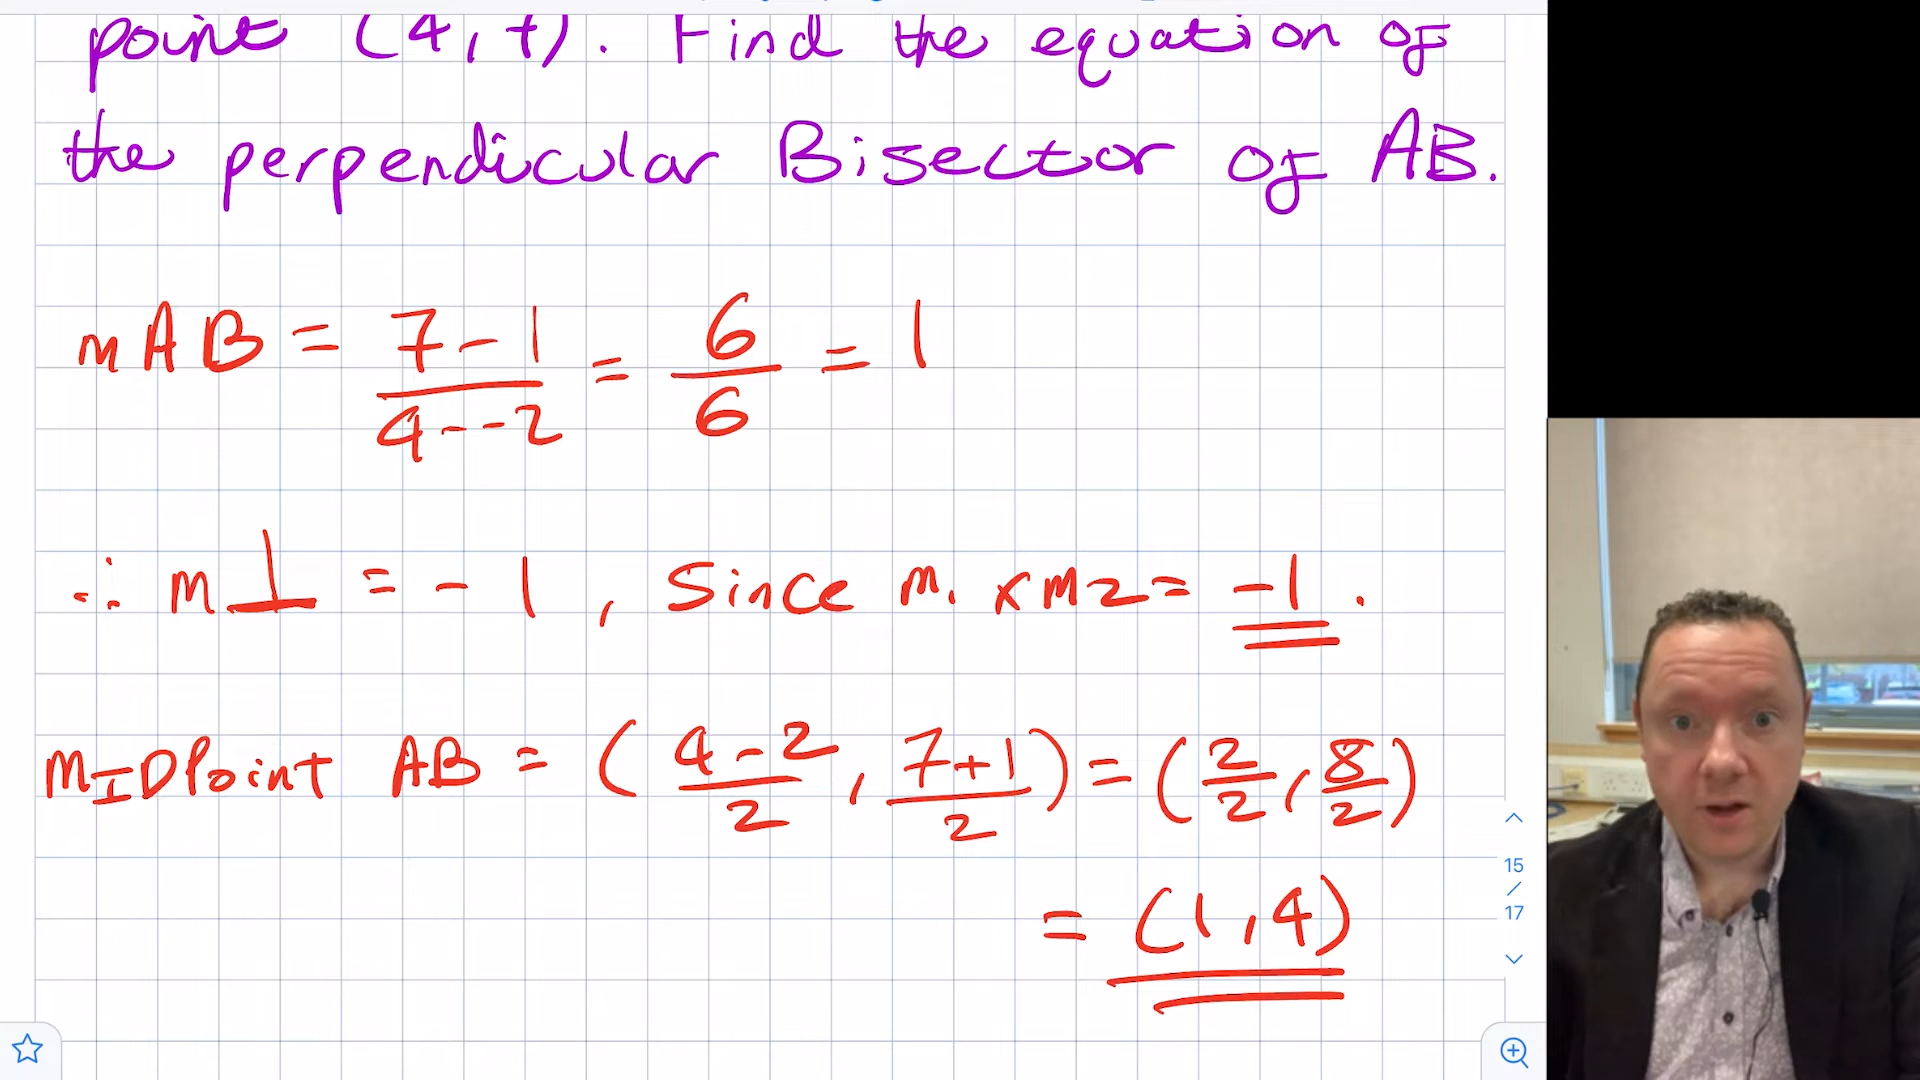 point (4,7). Find the equation of
the perpendicular Bisector of AB.
mAB = 7-1/4--2 = 6/6 = 1
∴ m⊥ = -1, since m1 x m2 = -1.
MIDPoint AB = (4-2/2, 7+1/2) = (2/2, 8/2)
= (1,4)
15
/
17